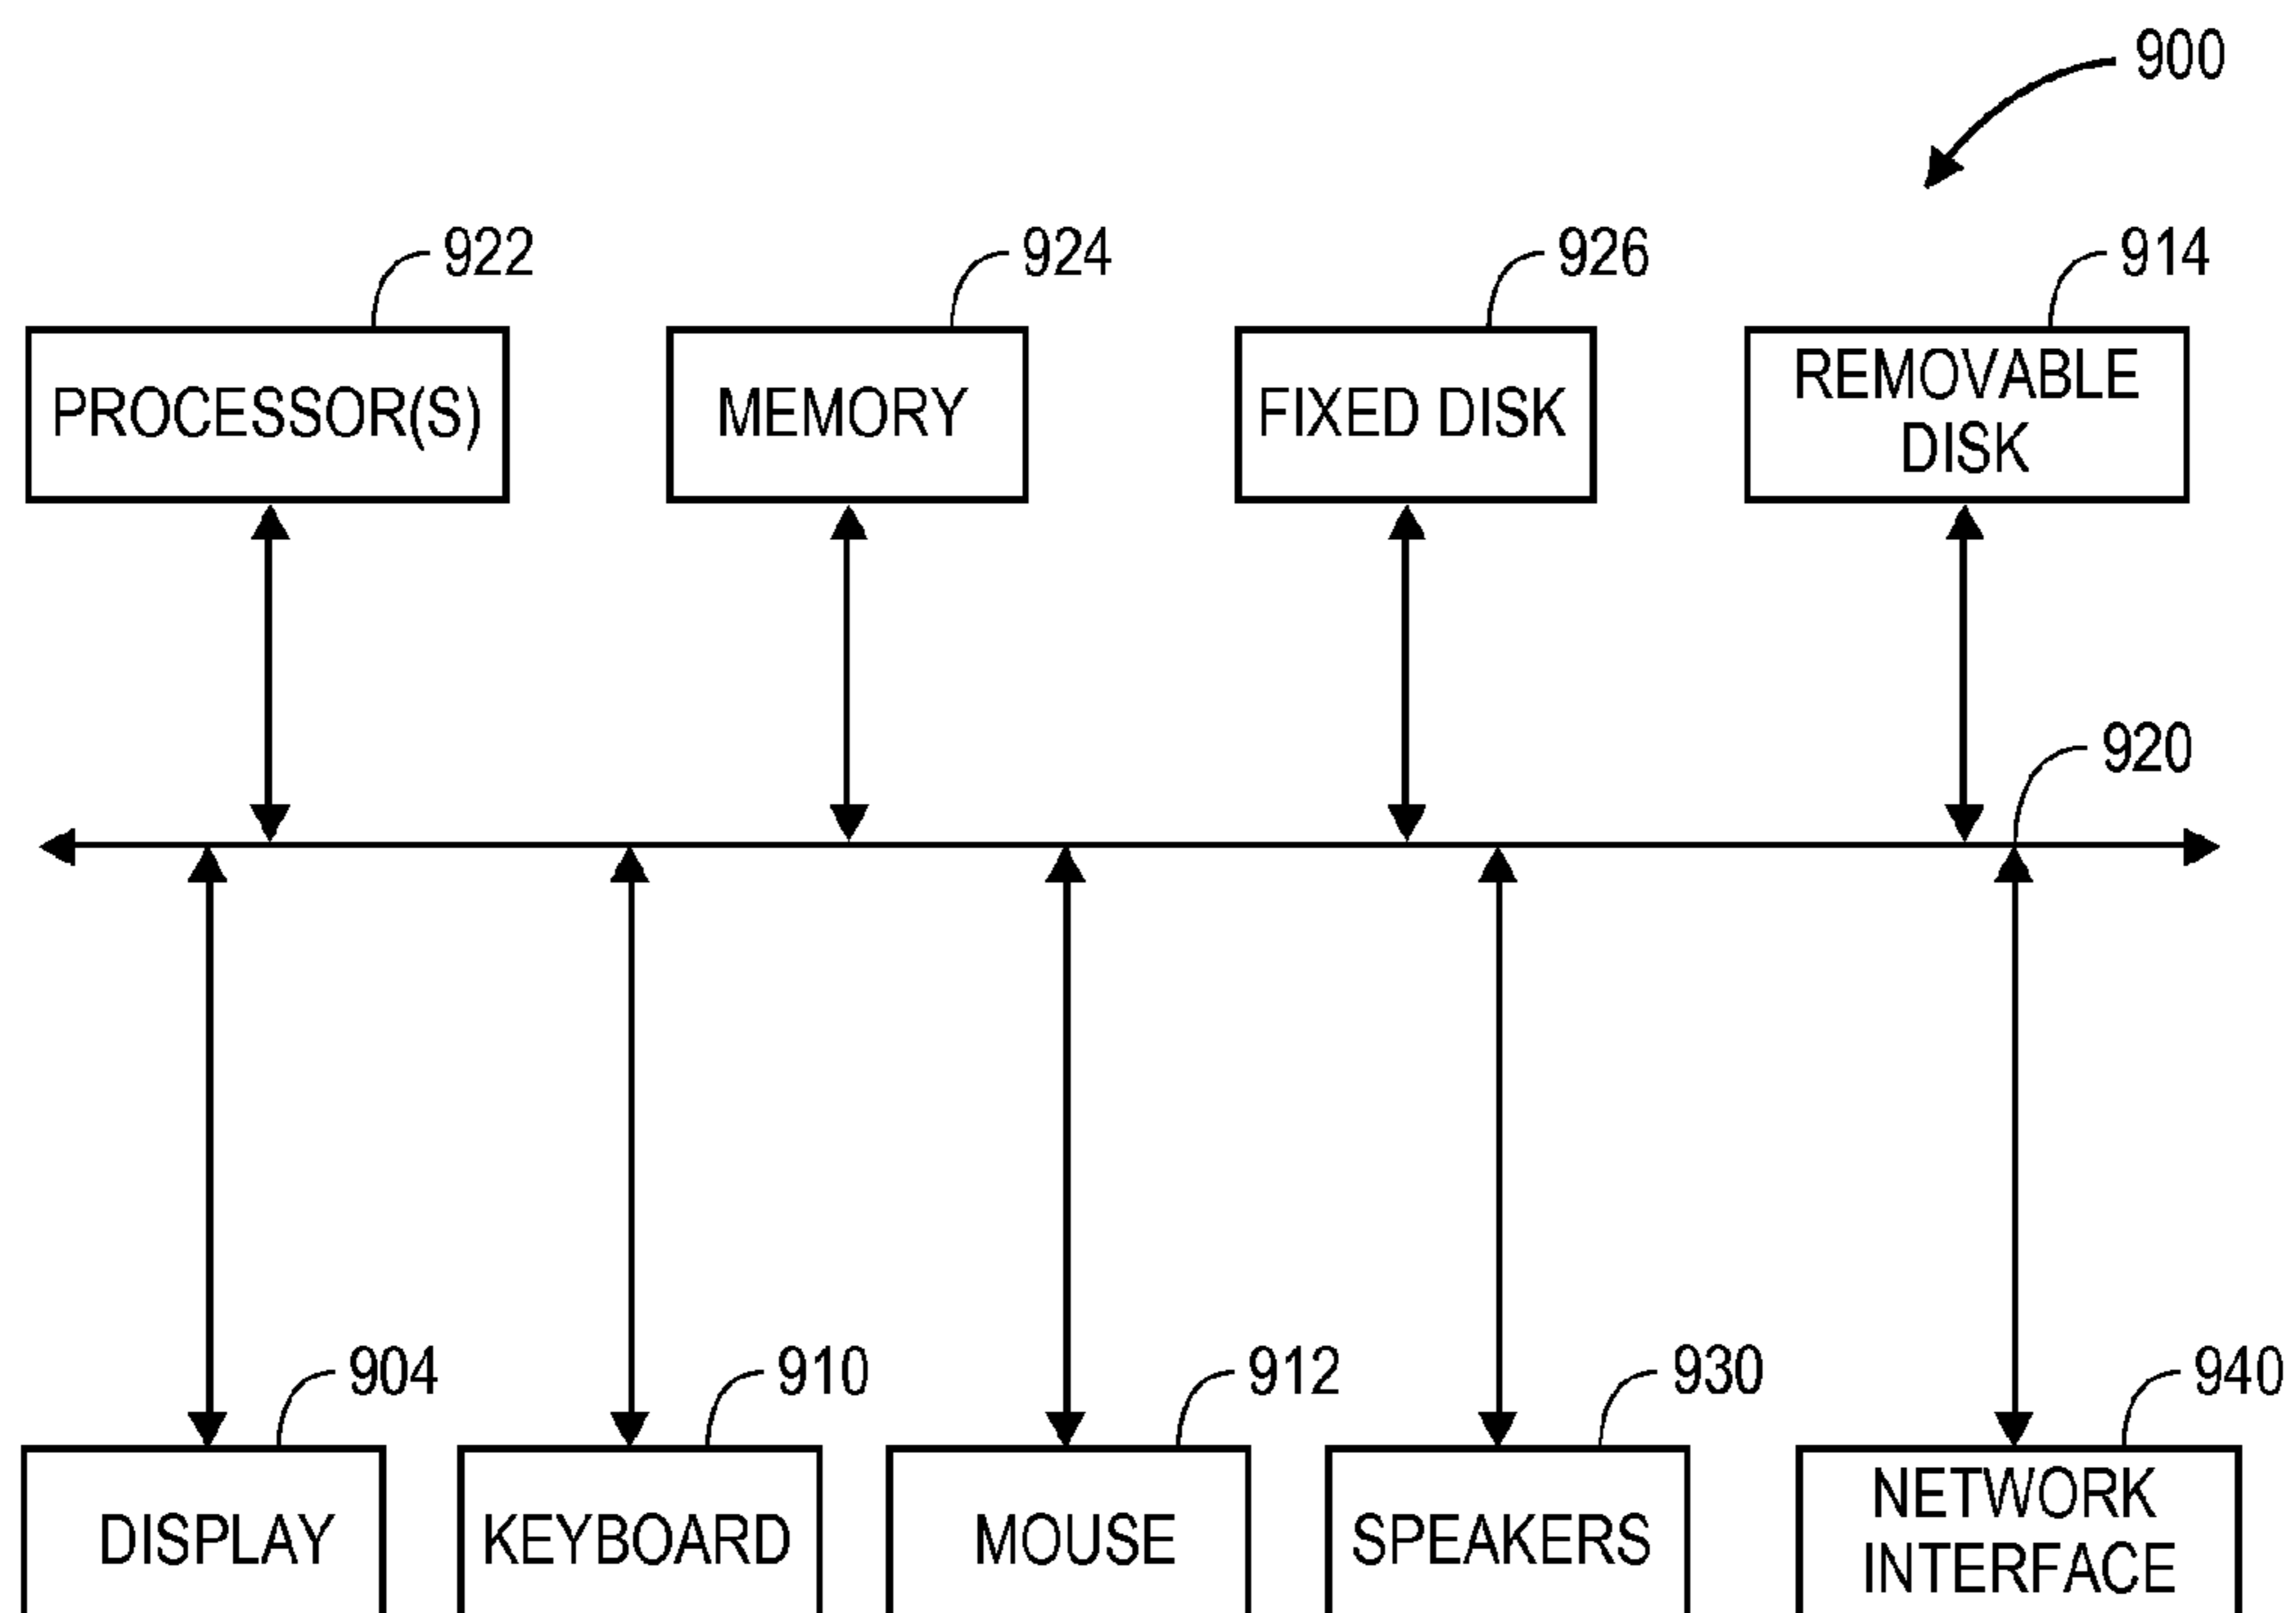 900
922
924
926
914
PROCESSOR(S)
MEMORY
FIXED DISK
REMOVABLE
DISK
920
904
910
912
930
940
DISPLAY
KEYBOARD
MOUSE
SPEAKERS
NETWORK
INTERFACE